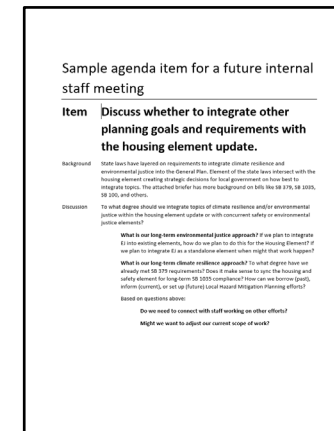 Sample agenda item for a future internal
staff meeting
Item Discuss whether to integrate other
planning goals and requirements with
the housing element update.
Background State laws have layered on requirements to integrate climate resilience and
environmental justice into the General Plan. Element of the state laws intersect with the
housing element creating strategic decisions for local government on how best to
integrate topics. The attached briefer has more background on bills like SB 379, SB 1035,
SB 100, and others.
Discussion To what degree should we integrate topics of climate resilience and/or environmental
justice within the housing element update or with concurrent safety or environmental
justice elements?
What is our long-term environmental justice approach? If we plan to integrate
EJ into existing elements, how do we plan to do this for the Housing Element? If
we plan to integrate EJ as a standalone element when might that work happen?
What is our long-term climate resilience approach? To what degree have we
already met SB 375 requirements? Does it make sense to sync the housing and
safety element for long-term SB 1035 compliance? How can we borrow (past),
inform (current), or set up (future) Local Hazard Mitigation Planning efforts?
Based on questions above:
Do we need to connect with staff working on other efforts?
Might we want to adjust our current scope of work?